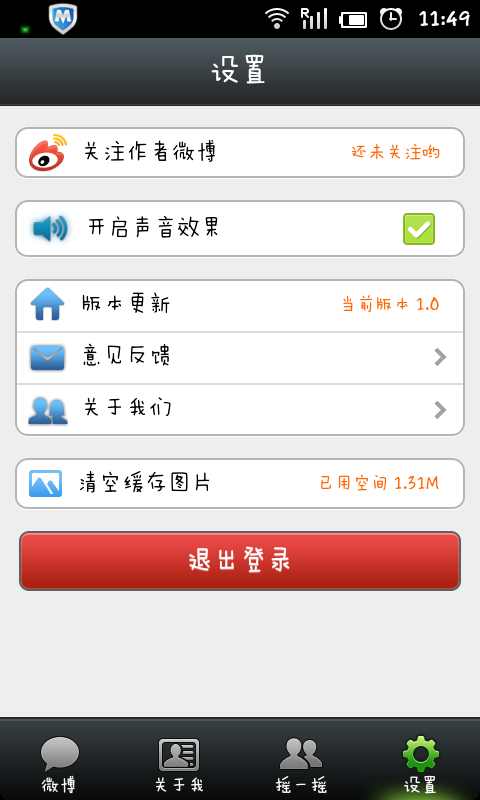 R 11:49
设置
关注作者微博 还未关注哟
开启声音效果
版本更新 当前版本 1.0
意见反馈
关于我们
清空缓存图片 已用空间 1.31M
退出登录
微博 关于我 摇一摇 设置